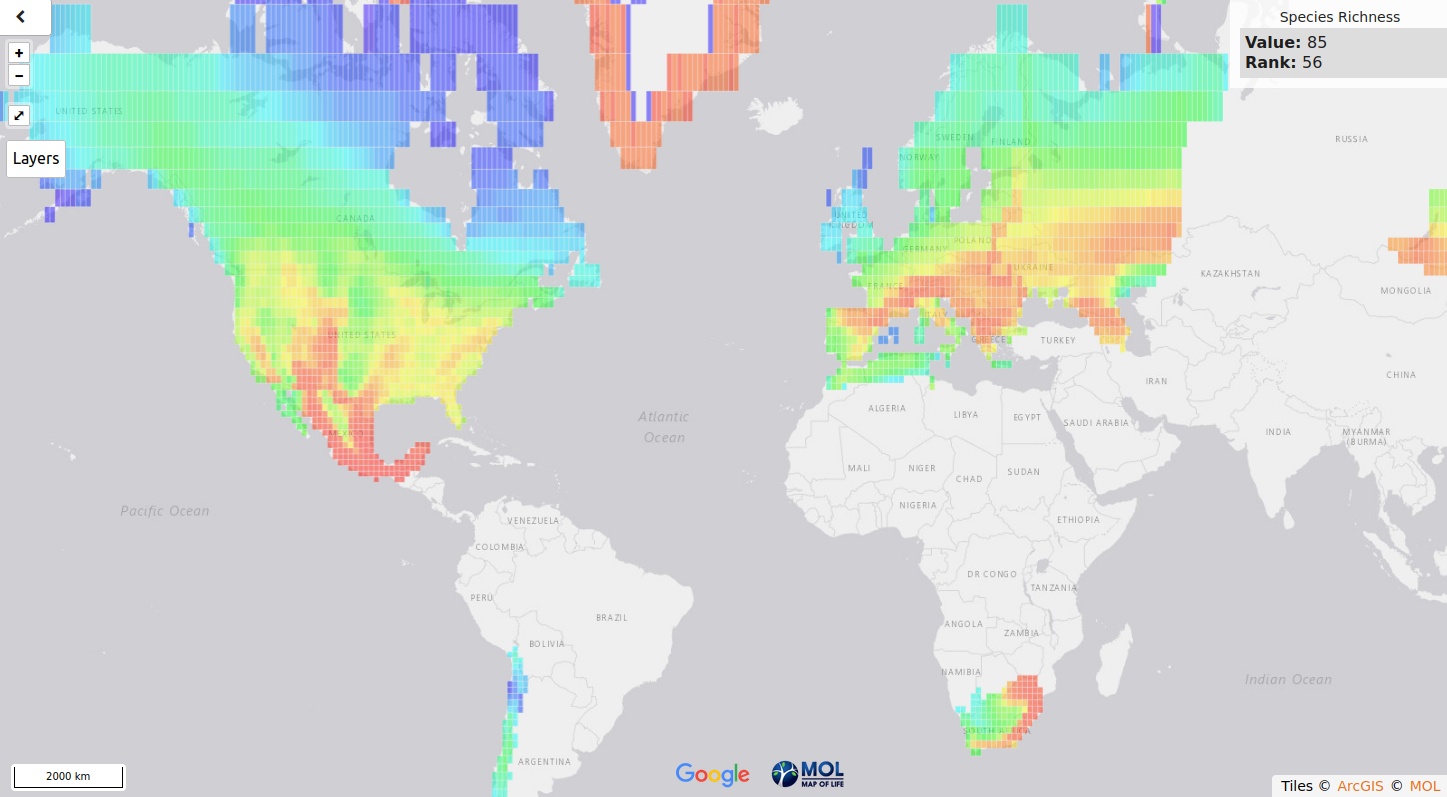 Species Richness
Value: 85
Rank: 56
+
−
Layers
UNITED STATES
CANADA
UNITED STATES
MEXICO
SWEDEN
FINLAND
NORWAY
RUSSIA
UNITED
KINGDOM
GERMANY
POLAND
UKRAINE
FRANCE
ITALY
GREECE
KAZAKHSTAN
MONGOLIA
TURKEY
IRAN
CHINA
Atlantic
Ocean
ALGERIA
LIBYA
EGYPT
SAUDI ARABIA
INDIA
MYANMAR
(BURMA)
MALI
NIGER
CHAD
SUDAN
NIGERIA
ETHIOPIA
Pacific Ocean
VENEZUELA
COLOMBIA
DR CONGO
TANZANIA
PERU
BRAZIL
ANGOLA
ZAMBIA
BOLIVIA
NAMIBIA
Indian Ocean
SOUTH AFRICA
ARGENTINA
2000 km
Google
MOL
MAP OF LIFE
Tiles © ArcGIS © MOL